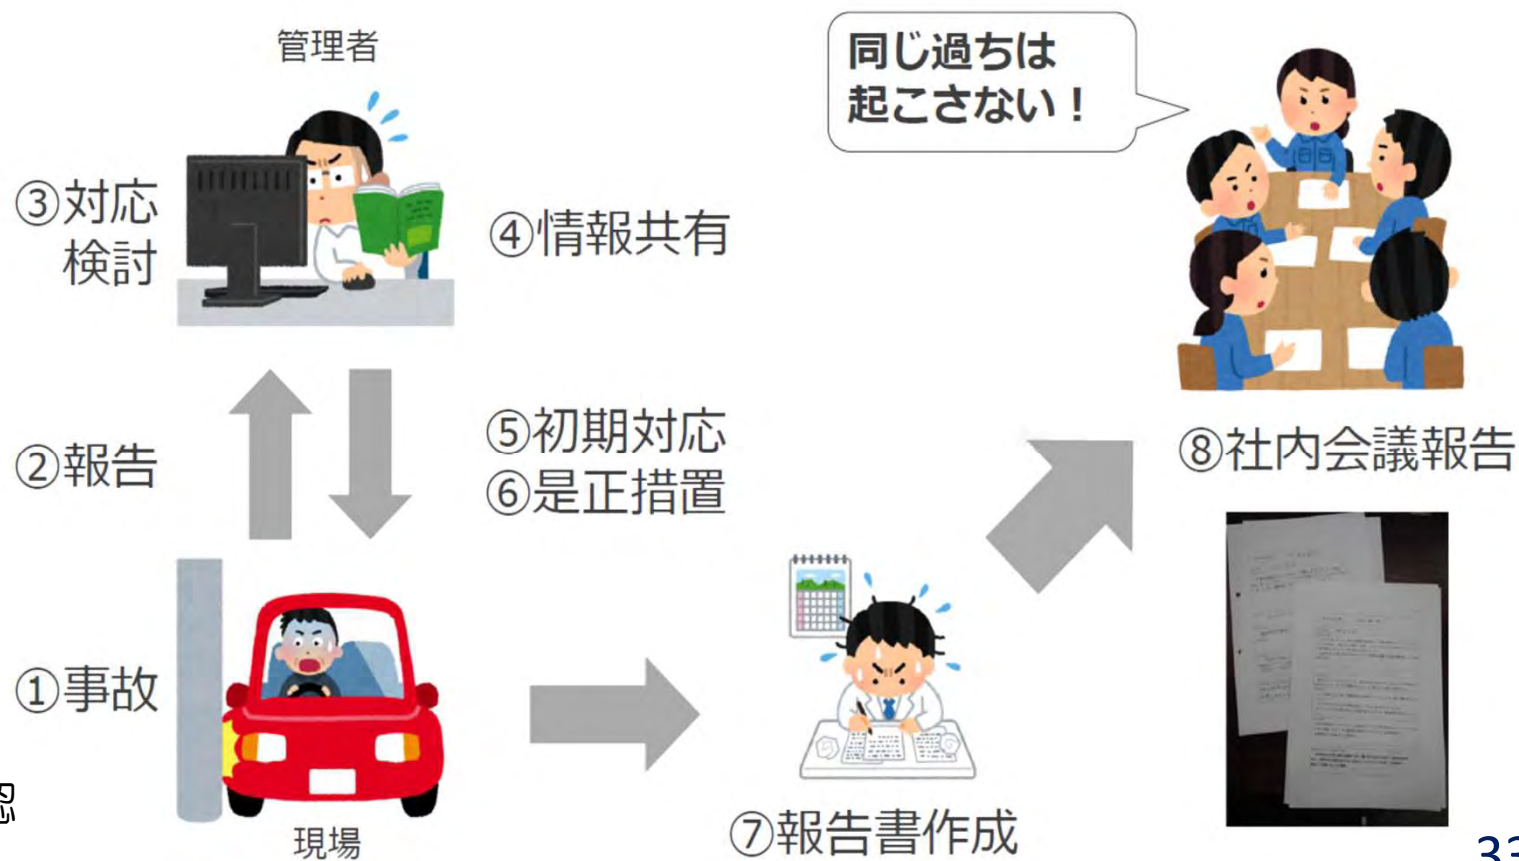 管理者
同じ過ちは
起こさない！
③対応
検討
④情報共有
②報告
⑤初期対応
⑥是正措置
⑧社内会議報告
①事故
現場
⑦報告書作成
33